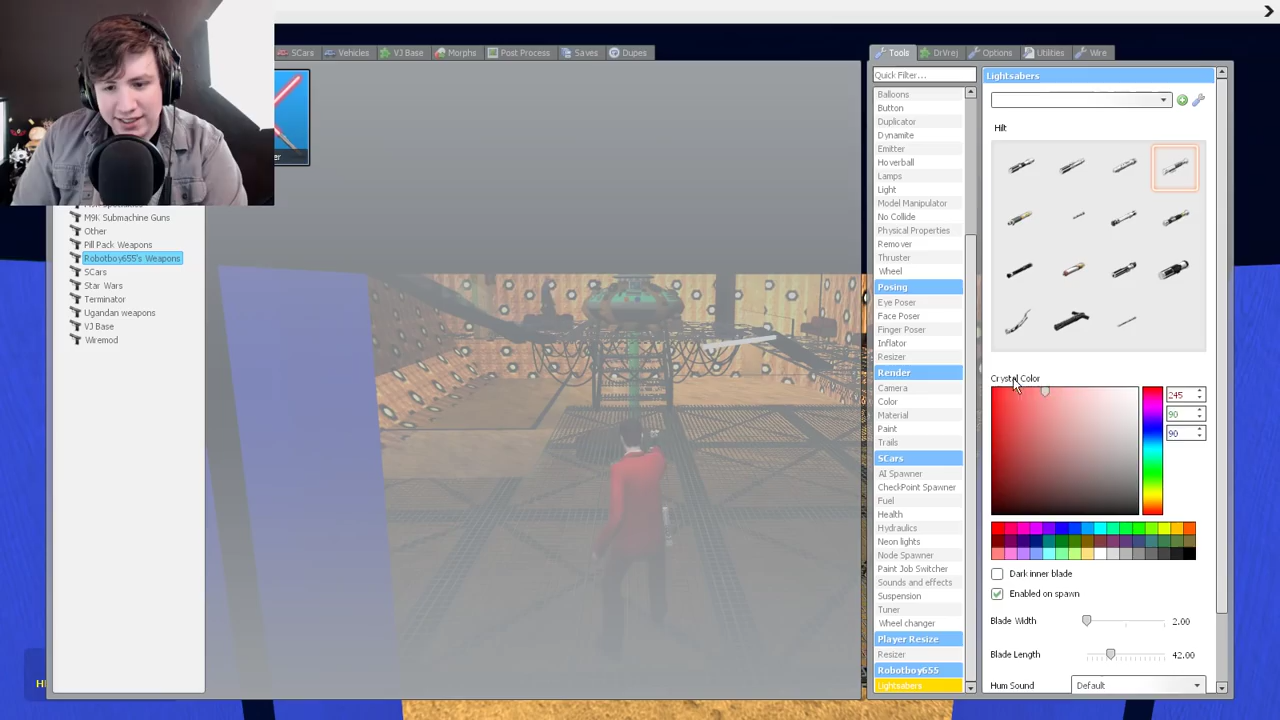 SCars Vehicles VJ Base Morphs Post Process Saves Dupes
Tools DrVrej Options Utilities Wire
er
M9K Submachine Guns
Other
Pill Pack Weapons
Robotboy655's Weapons
SCars
Star Wars
Terminator
Ugandan weapons
VJ Base
Wiremod
Quick Filter...
Balloons
Button
Duplicator
Dynamite
Emitter
Hoverball
Lamps
Light
Model Manipulator
No Collide
Physical Properties
Remover
Thruster
Wheel
Posing
Eye Poser
Face Poser
Finger Poser
Inflator
Resizer
Render
Camera
Color
Material
Paint
Trails
SCars
AI Spawner
CheckPoint Spawner
Fuel
Health
Hydraulics
Neon lights
Node Spawner
Paint Job Switcher
Sounds and effects
Suspension
Tuner
Wheel changer
Player Resize
Resizer
Robotboy655
Lightsabers
Lightsabers
Hilt
Crystal Color
245
90
90
Dark inner blade
Enabled on spawn
Blade Width 2.00
Blade Length 42.00
Hum Sound Default